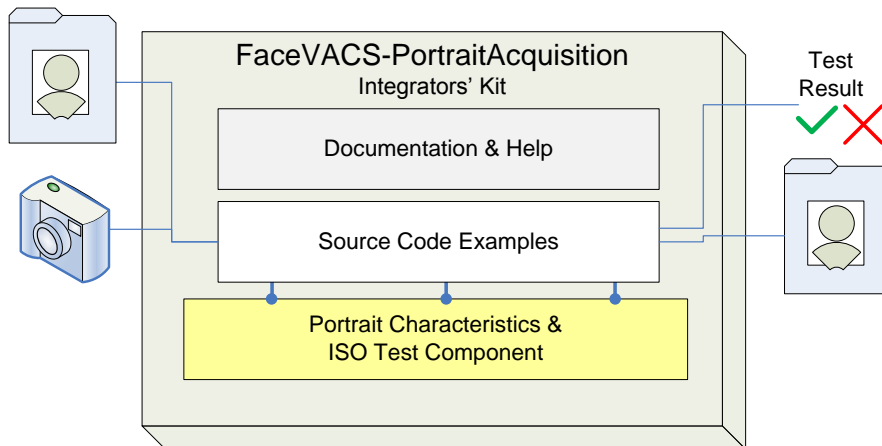 FaceVACS-PortraitAcquisition
Integrators' Kit
Test
Result
Documentation & Help
Source Code Examples
Portrait Characteristics &
ISO Test Component